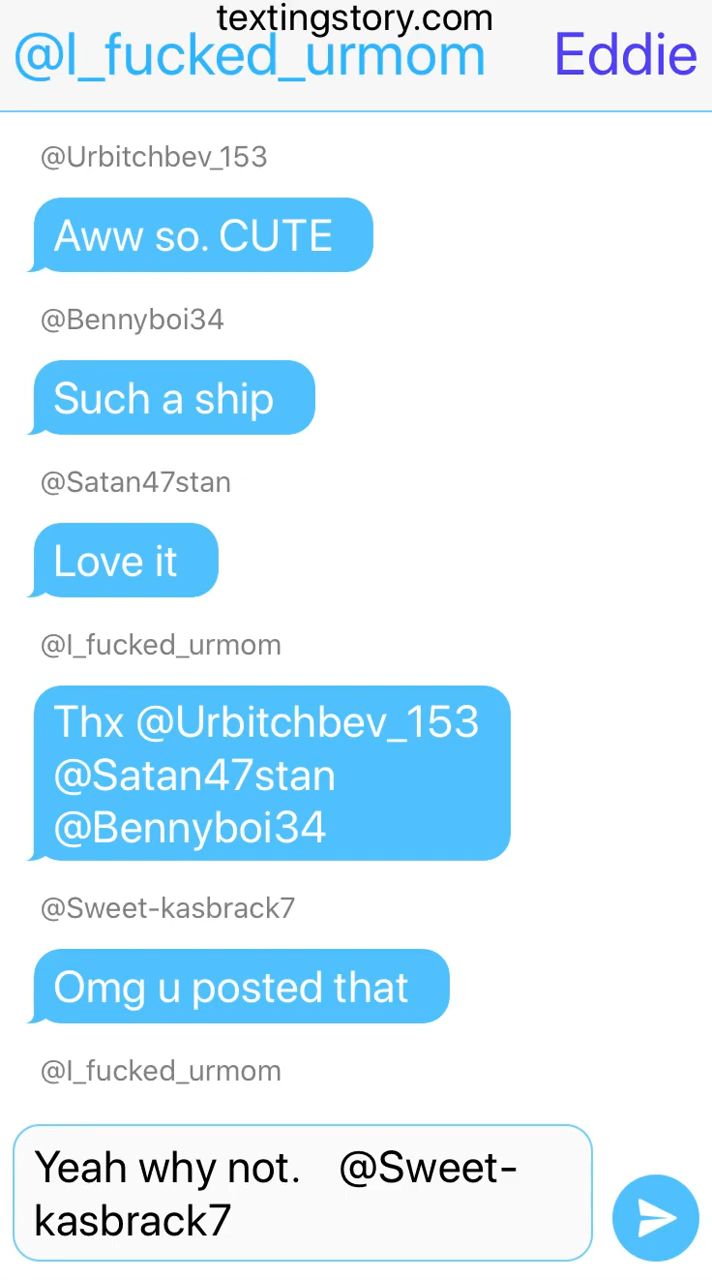 textingstory.com
@I_fucked_urmom Eddie
@Urbitchbev_153
Aww so. CUTE
@Bennyboi34
Such a ship
@Satan47stan
Love it
@I_fucked_urmom
Thx @Urbitchbev_153
@Satan47stan
@Bennyboi34
@Sweet-kasbrack7
Omg u posted that
@I_fucked_urmom
Yeah why not. @Sweet-
kasbrack7